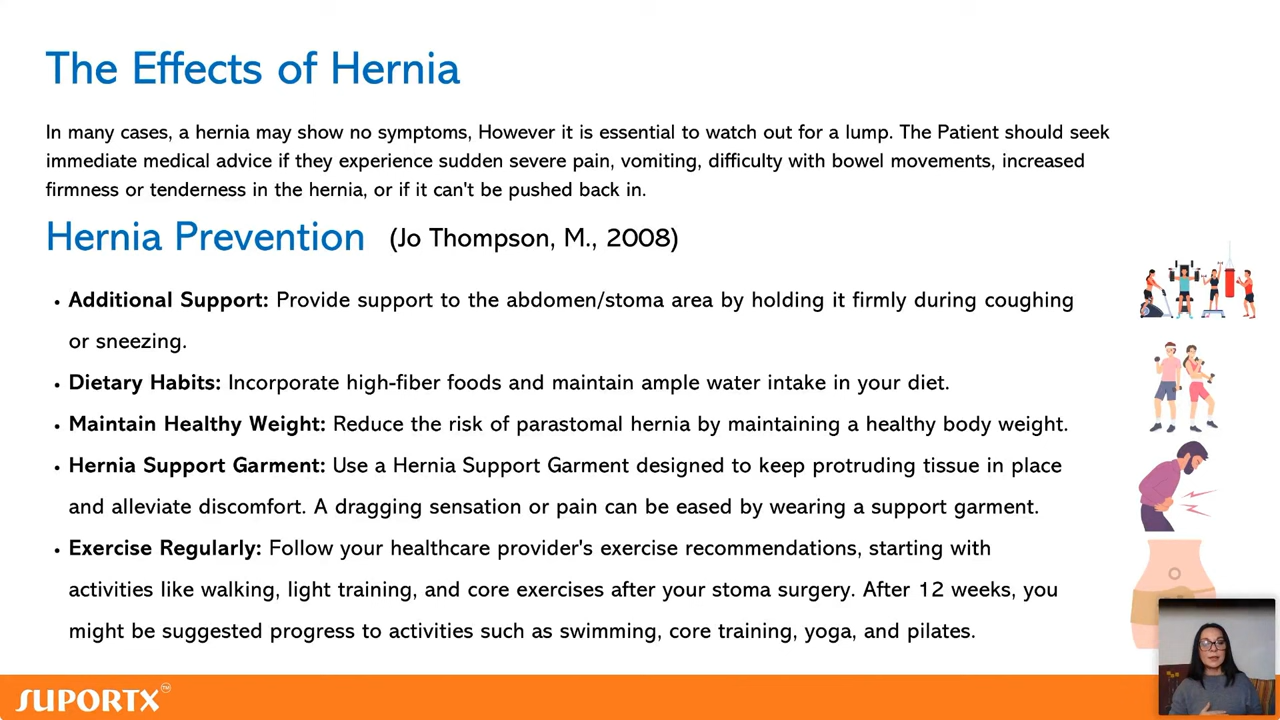 The Effects of Hernia
In many cases, a hernia may show no symptoms, However it is essential to watch out for a lump. The Patient should seek
immediate medical advice if they experience sudden severe pain, vomiting, difficulty with bowel movements, increased
firmness or tenderness in the hernia, or if it can't be pushed back in.
Hernia Prevention (Jo Thompson, M., 2008)
• Additional Support: Provide support to the abdomen/stoma area by holding it firmly during coughing
or sneezing.
• Dietary Habits: Incorporate high-fiber foods and maintain ample water intake in your diet.
• Maintain Healthy Weight: Reduce the risk of parastomal hernia by maintaining a healthy body weight.
• Hernia Support Garment: Use a Hernia Support Garment designed to keep protruding tissue in place
and alleviate discomfort. A dragging sensation or pain can be eased by wearing a support garment.
• Exercise Regularly: Follow your healthcare provider's exercise recommendations, starting with
activities like walking, light training, and core exercises after your stoma surgery. After 12 weeks, you
might be suggested progress to activities such as swimming, core training, yoga, and pilates.
SUPORTX™